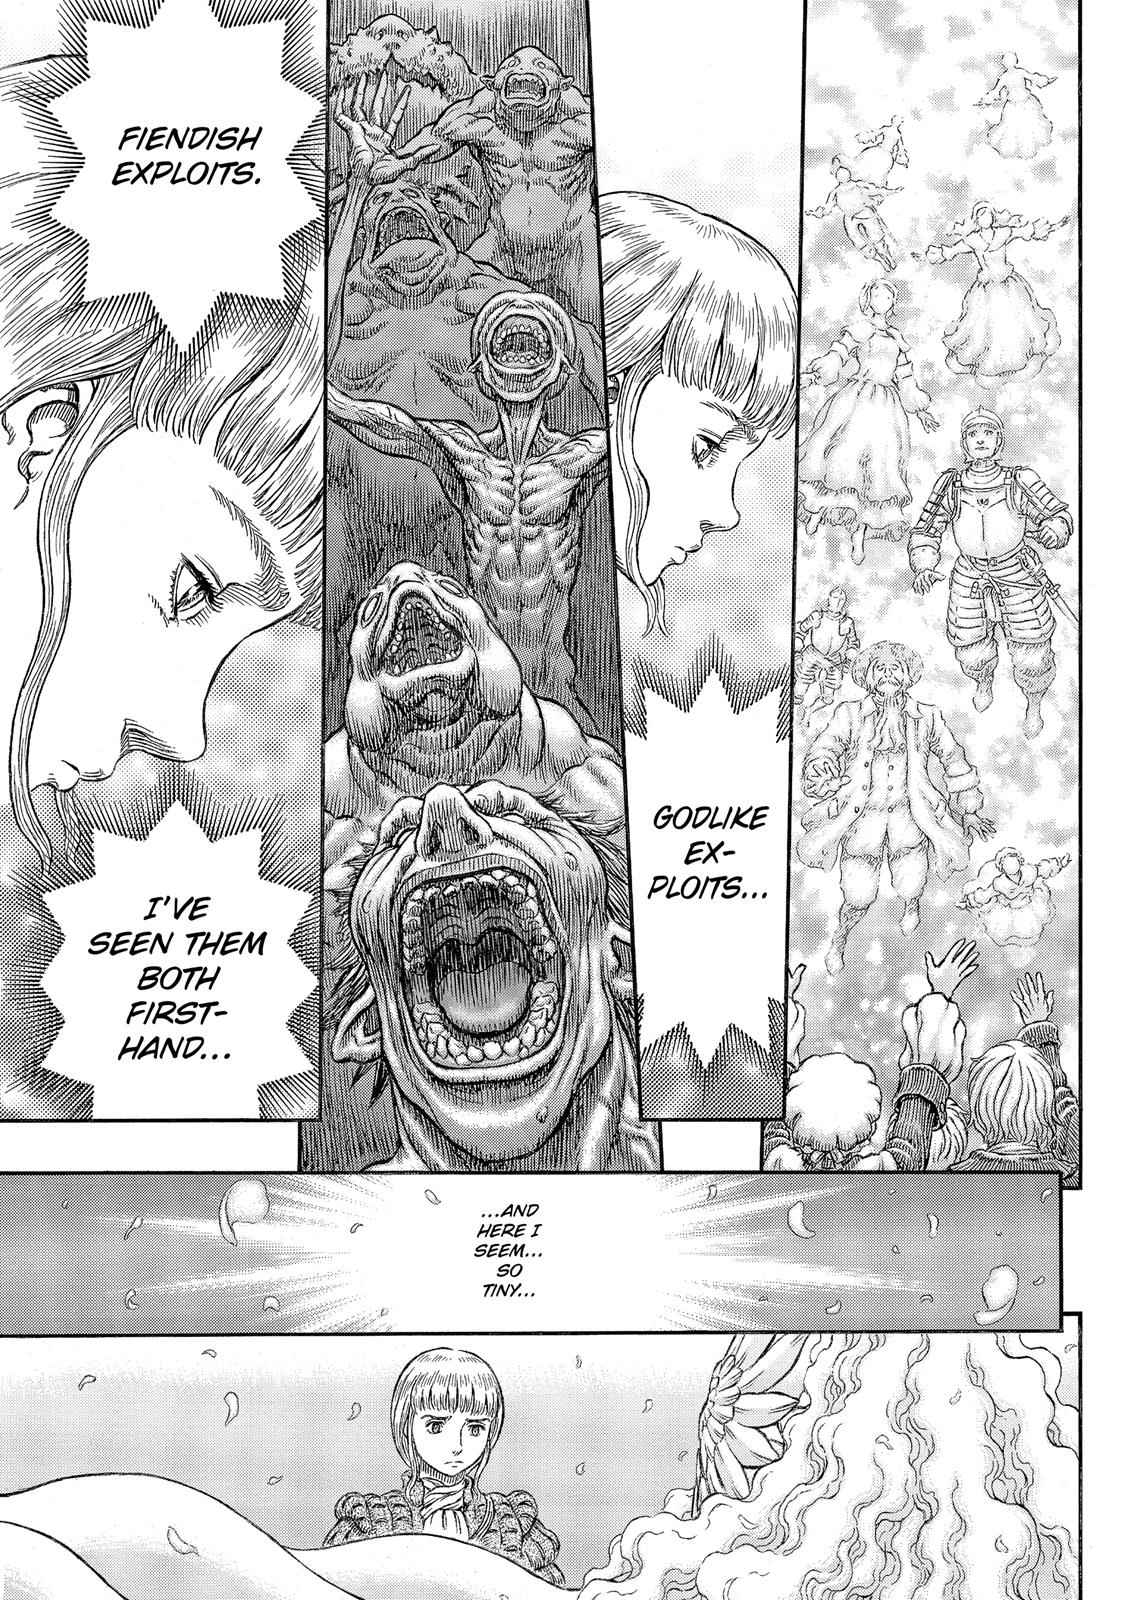 GODLIKE
EX-
PLOITS...
FIENDISH
EXPLOITS.
I'VE
SEEN THEM
BOTH
FIRST-
HAND...
...AND
HERE I
SEEM...
SO
TINY...